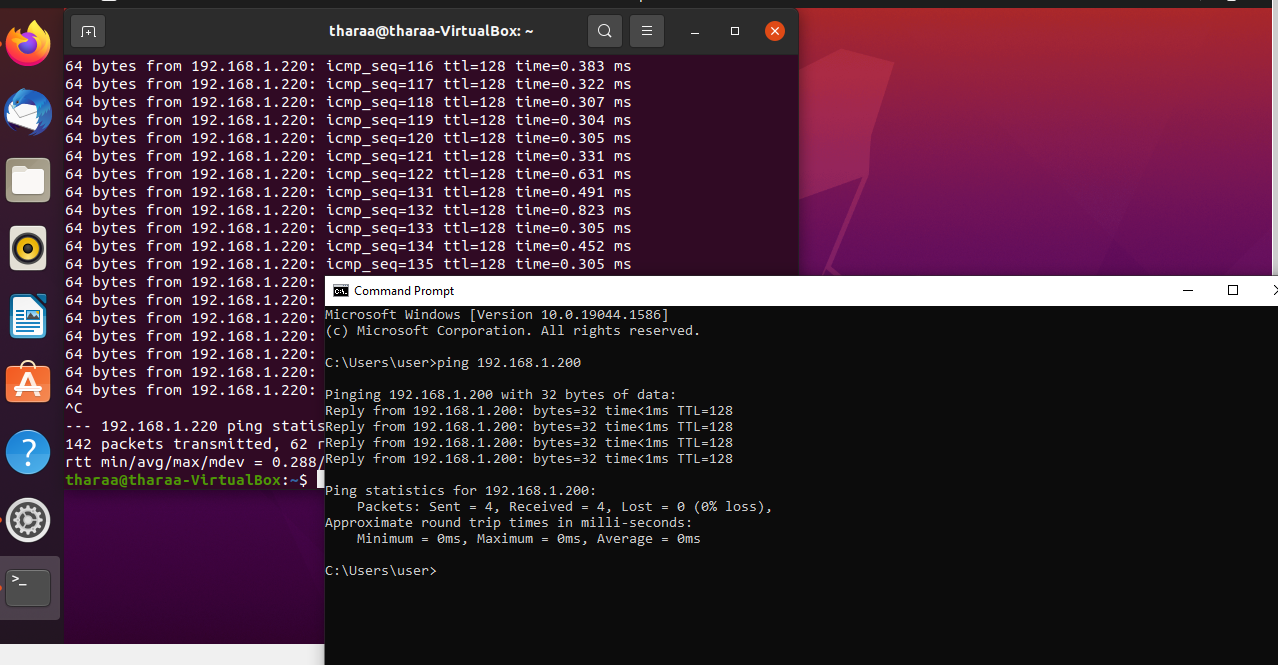 tharaa@tharaa-VirtualBox: ~
64 bytes from 192.168.1.220: icmp_seq=116 ttl=128 time=0.383 ms
64 bytes from 192.168.1.220: icmp_seq=117 ttl=128 time=0.322 ms
64 bytes from 192.168.1.220: icmp_seq=118 ttl=128 time=0.307 ms
64 bytes from 192.168.1.220: icmp_seq=119 ttl=128 time=0.304 ms
64 bytes from 192.168.1.220: icmp_seq=120 ttl=128 time=0.305 ms
64 bytes from 192.168.1.220: icmp_seq=121 ttl=128 time=0.331 ms
64 bytes from 192.168.1.220: icmp_seq=122 ttl=128 time=0.631 ms
64 bytes from 192.168.1.220: icmp_seq=131 ttl=128 time=0.491 ms
64 bytes from 192.168.1.220: icmp_seq=132 ttl=128 time=0.823 ms
64 bytes from 192.168.1.220: icmp_seq=133 ttl=128 time=0.305 ms
64 bytes from 192.168.1.220: icmp_seq=134 ttl=128 time=0.452 ms
64 bytes from 192.168.1.220: icmp_seq=135 ttl=128 time=0.305 ms
64 bytes from 192.168.1.220:
64 bytes from 192.168.1.220:
64 bytes from 192.168.1.220:
64 bytes from 192.168.1.220:
64 bytes from 192.168.1.220:
64 bytes from 192.168.1.220:
64 bytes from 192.168.1.220:
^C
--- 192.168.1.220 ping statis
142 packets transmitted, 62 r
rtt min/avg/max/mdev = 0.288/
tharaa@tharaa-VirtualBox:~$
Command Prompt
Microsoft Windows [Version 10.0.19044.1586]
(c) Microsoft Corporation. All rights reserved.
C:\Users\user>ping 192.168.1.200
Pinging 192.168.1.200 with 32 bytes of data:
Reply from 192.168.1.200: bytes=32 time<1ms TTL=128
Reply from 192.168.1.200: bytes=32 time<1ms TTL=128
Reply from 192.168.1.200: bytes=32 time<1ms TTL=128
Reply from 192.168.1.200: bytes=32 time<1ms TTL=128
Ping statistics for 192.168.1.200:
Packets: Sent = 4, Received = 4, Lost = 0 (0% loss),
Approximate round trip times in milli-seconds:
Minimum = 0ms, Maximum = 0ms, Average = 0ms
C:\Users\user>